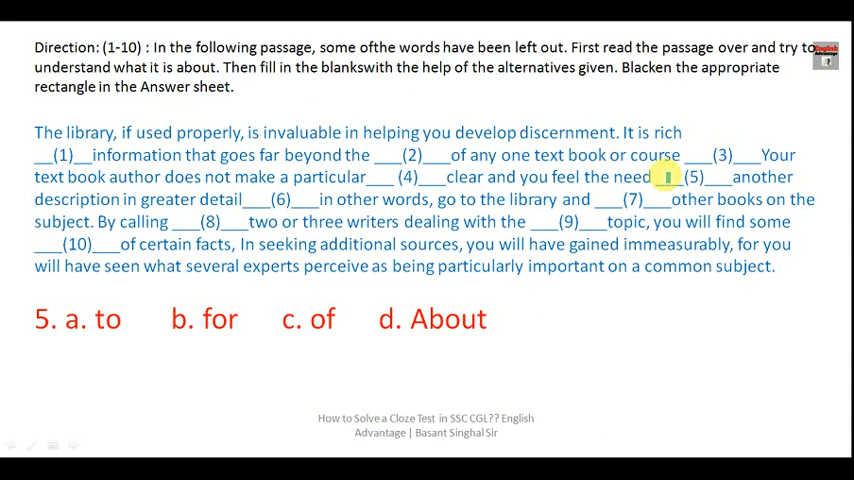 Direction: (1-10) : In the following passage, some ofthe words have been left out. First read the passage over and try to
understand what it is about. Then fill in the blankswith the help of the alternatives given. Blacken the appropriate
rectangle in the Answer sheet.
English
Advantage
The library, if used properly, is invaluable in helping you develop discernment. It is rich
__(1)__information that goes far beyond the ___(2)___of any one text book or course ___(3)___Your
text book author does not make a particular___ (4)___clear and you feel the need ___(5)___another
description in greater detail___(6)___in other words, go to the library and ___(7)___other books on the
subject. By calling ___(8)___two or three writers dealing with the ___(9)___topic, you will find some
___(10)___of certain facts, In seeking additional sources, you will have gained immeasurably, for you
will have seen what several experts perceive as being particularly important on a common subject.
5. a. to b. for c. of d. About
How to Solve a Cloze Test in SSC CGL?? English
Advantage | Basant Singhal Sir